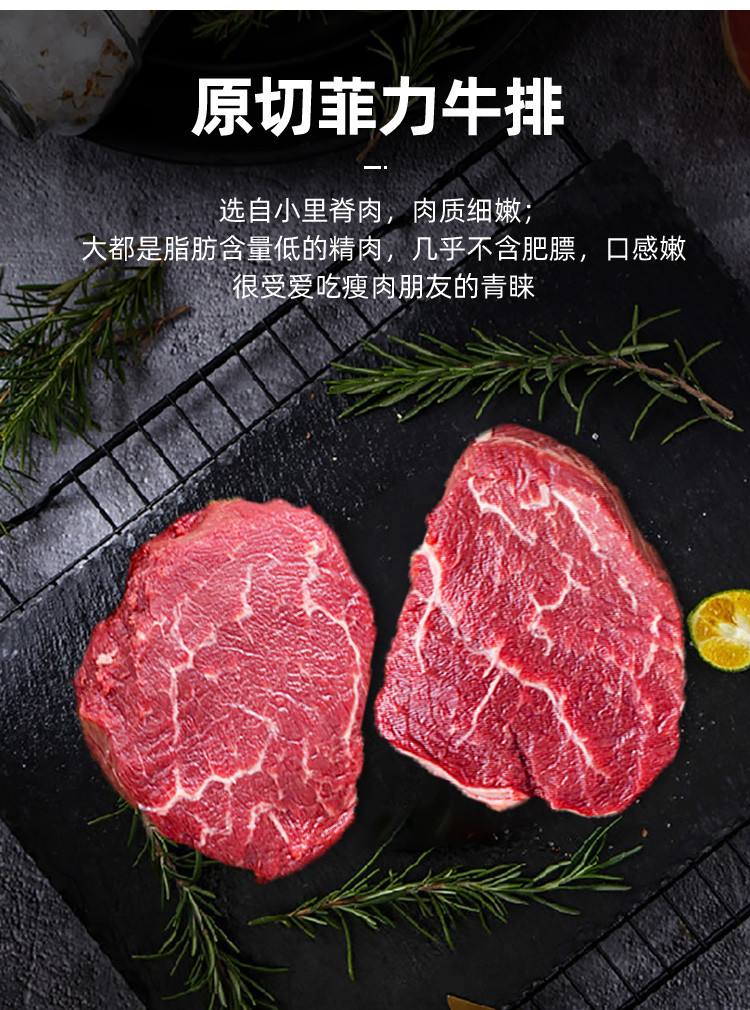 原切菲力牛排
选自小里脊肉，肉质细嫩；
大都是脂肪含量低的精肉，几乎不含肥膘，口感嫩
很受爱吃瘦肉朋友的青睐